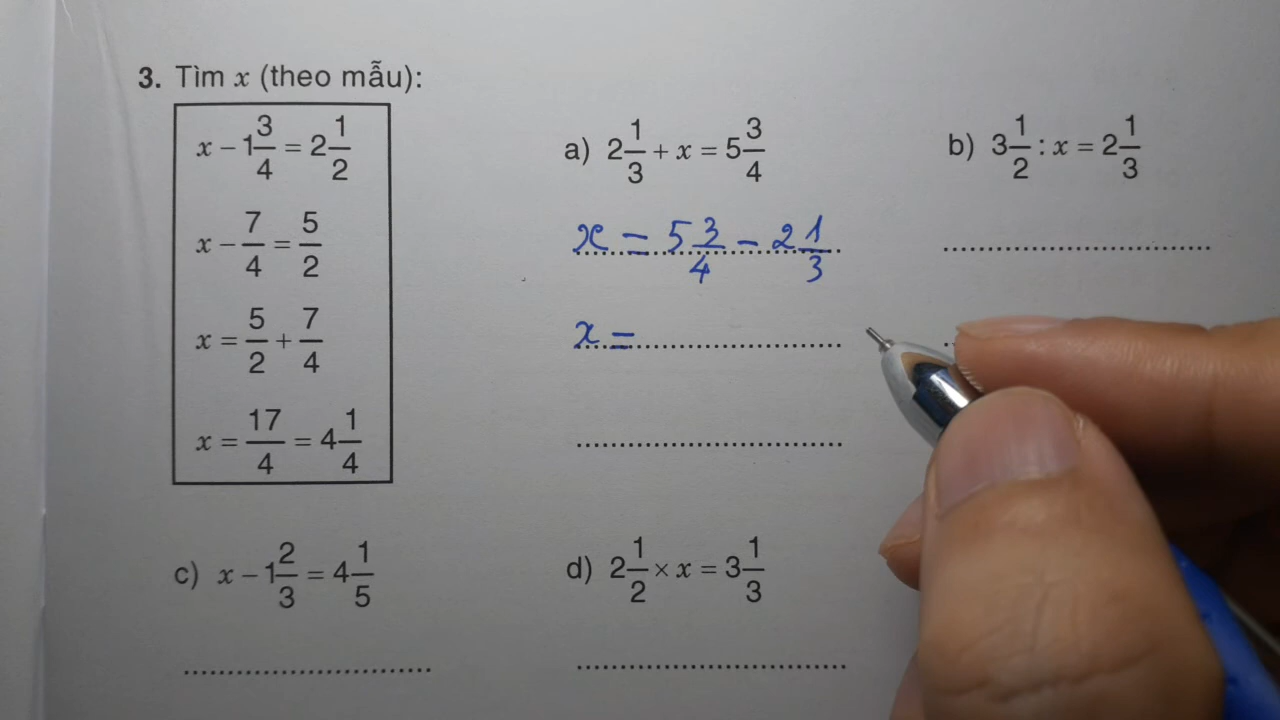 3. Tìm x (theo mẫu):
x − 1 3/4 = 2 1/2
x − 7/4 = 5/2
x = 5/2 + 7/4
x = 17/4 = 4 1/4
a) 2 1/3 + x = 5 3/4
x = 5 3/4 − 2 1/3
x =
b) 3 1/2 : x = 2 1/3
c) x − 1 2/3 = 4 1/5
d) 2 1/2 × x = 3 1/3